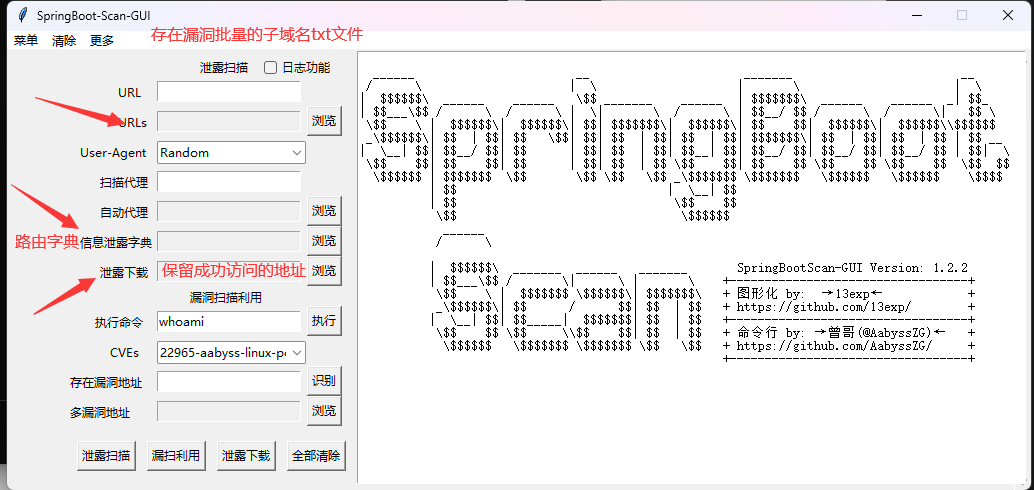 SpringBoot-Scan-GUI
菜单 清除 更多
存在漏洞批量的子域名txt文件
泄露扫描 日志功能
URL
URLs 浏览
User-Agent Random
扫描代理
自动代理 浏览
路由字典 信息泄露字典 浏览
泄露下载 保留成功访问的地址 浏览
漏洞扫描利用
执行命令 whoami 执行
CVEs 22965-aabyss-linux-po
存在漏洞地址 识别
多漏洞地址 浏览
泄露扫描 漏扫利用 泄露下载 全部清除
SpringBoot
Scan
SpringBootScan-GUI Version: 1.2.2
+ 图形化 by: →13exp← +
+ https://github.com/13exp/ +
+ 命令行 by: →曾哥(@AabyssZG)← +
+ https://github.com/AabyssZG/ +